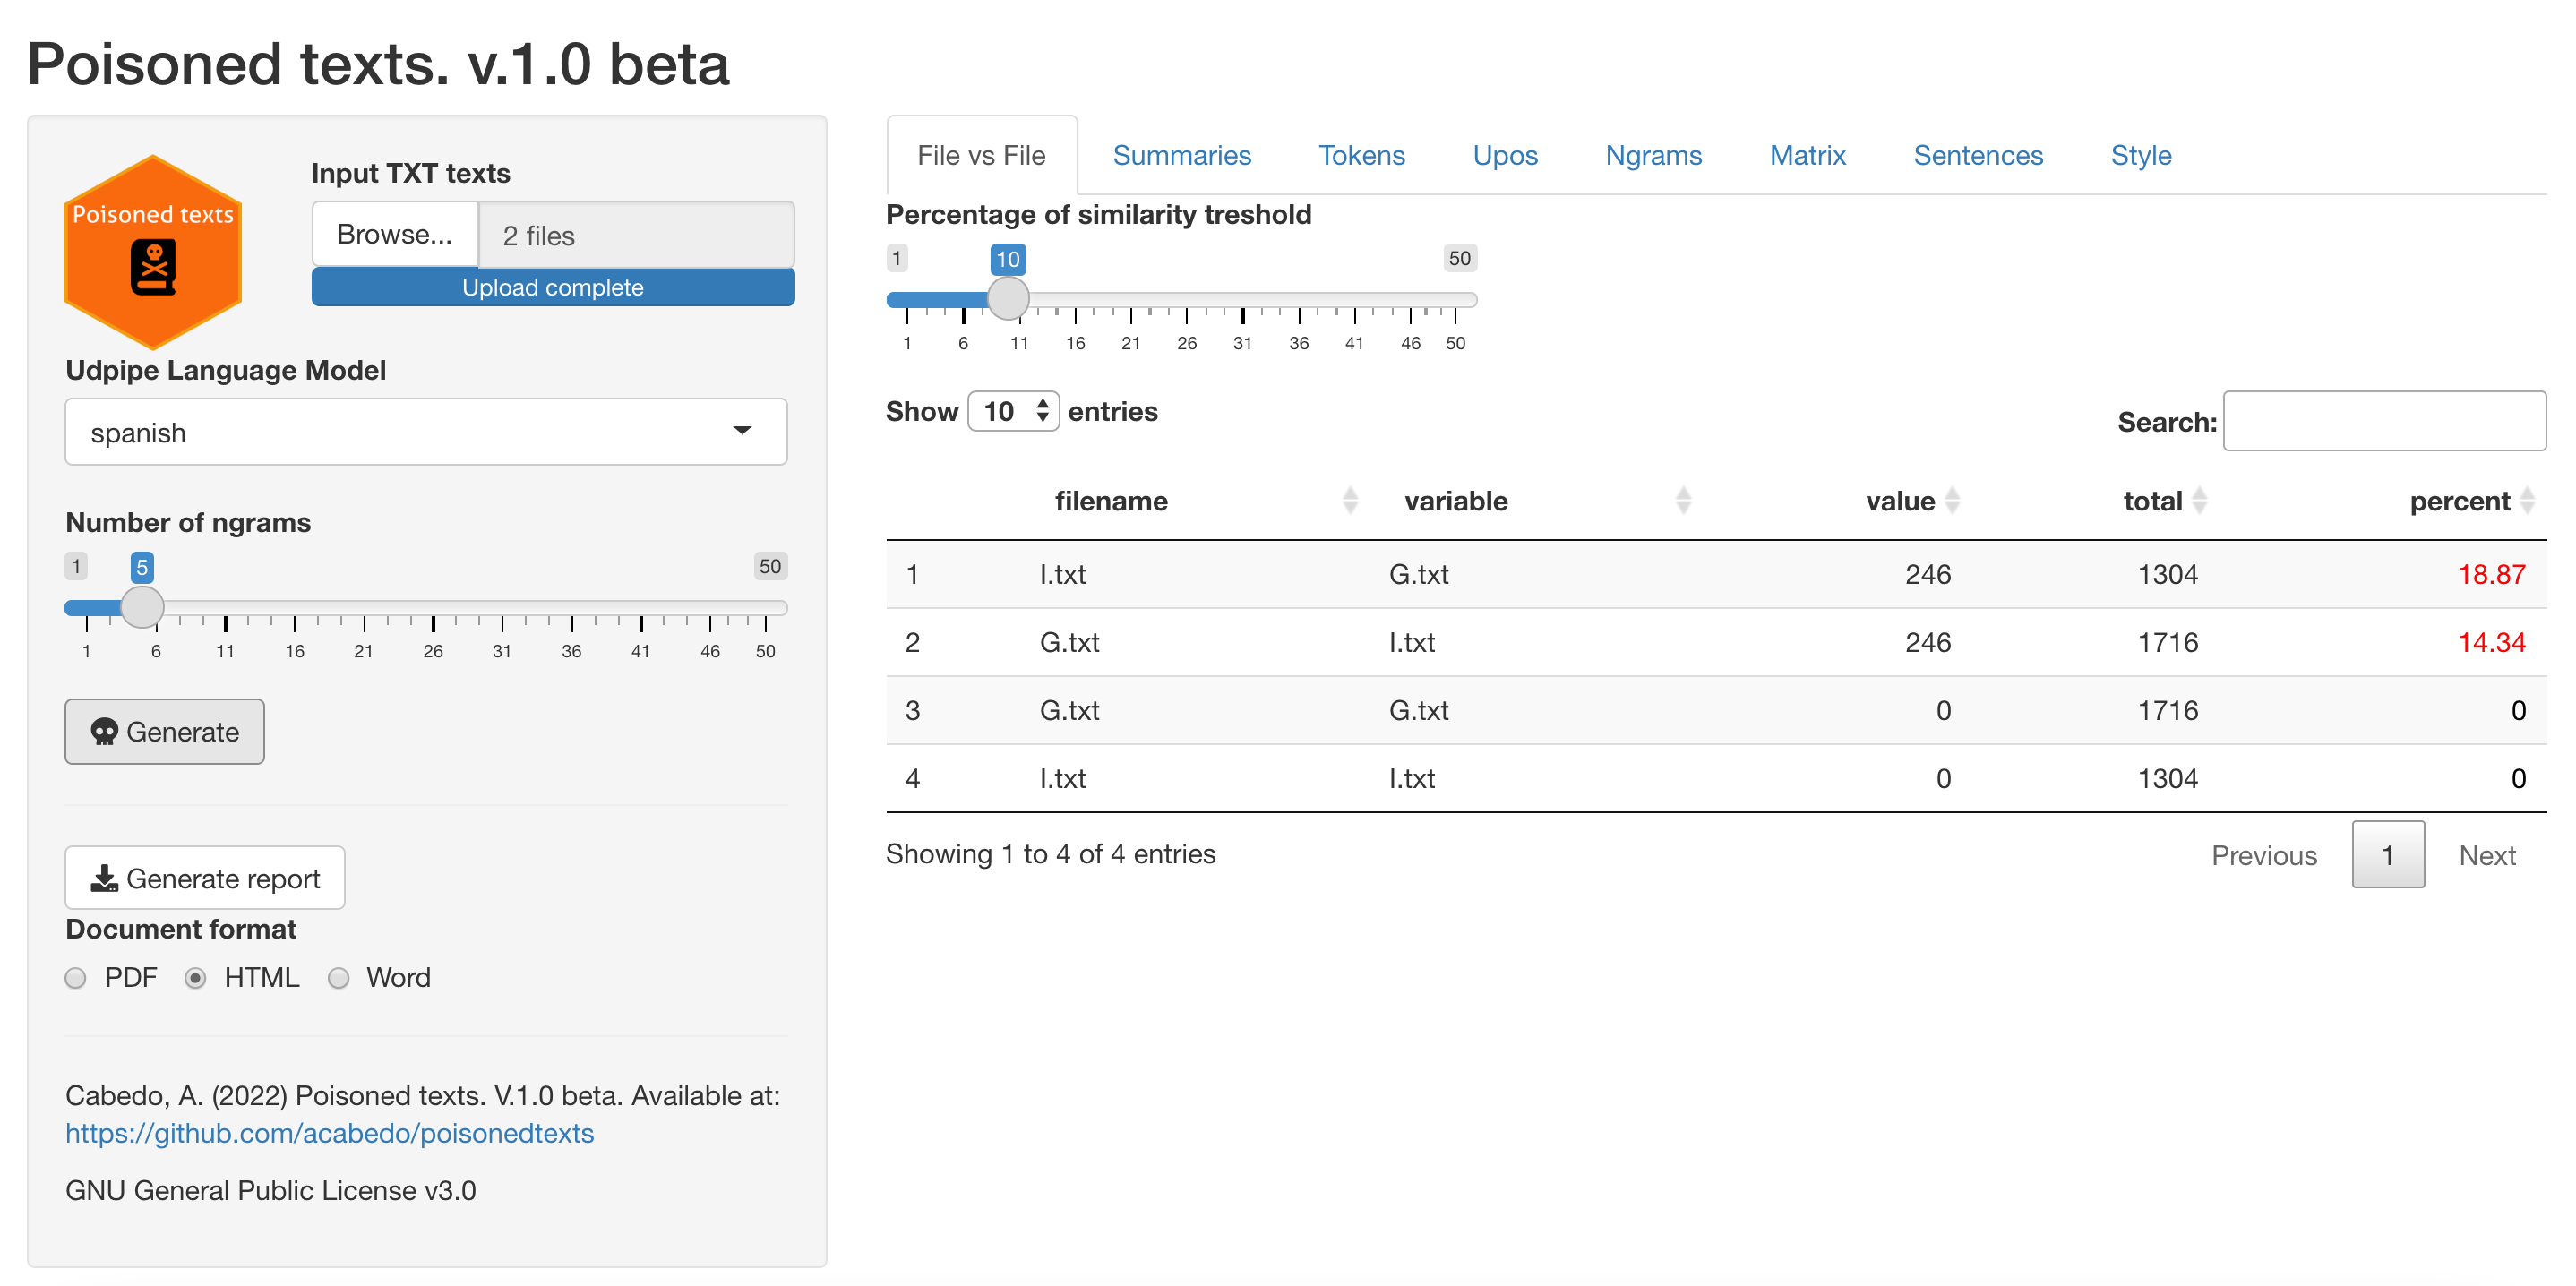 Poisoned texts. v.1.0 beta
Poisoned texts
Input TXT texts
Browse... 2 files
Upload complete
Udpipe Language Model
spanish
Number of ngrams
1 5 50
1 6 11 16 21 26 31 36 41 46 50
Generate
Generate report
Document format
PDF HTML Word
Cabedo, A. (2022) Poisoned texts. V.1.0 beta. Available at:
https://github.com/acabedo/poisonedtexts
GNU General Public License v3.0
File vs File Summaries Tokens Upos Ngrams Matrix Sentences Style
Percentage of similarity treshold
1 10 50
1 6 11 16 21 26 31 36 41 46 50
Show 10 entries Search:
filename variable value total percent
1 I.txt G.txt 246 1304 18.87
2 G.txt I.txt 246 1716 14.34
3 G.txt G.txt 0 1716 0
4 I.txt I.txt 0 1304 0
Showing 1 to 4 of 4 entries Previous 1 Next